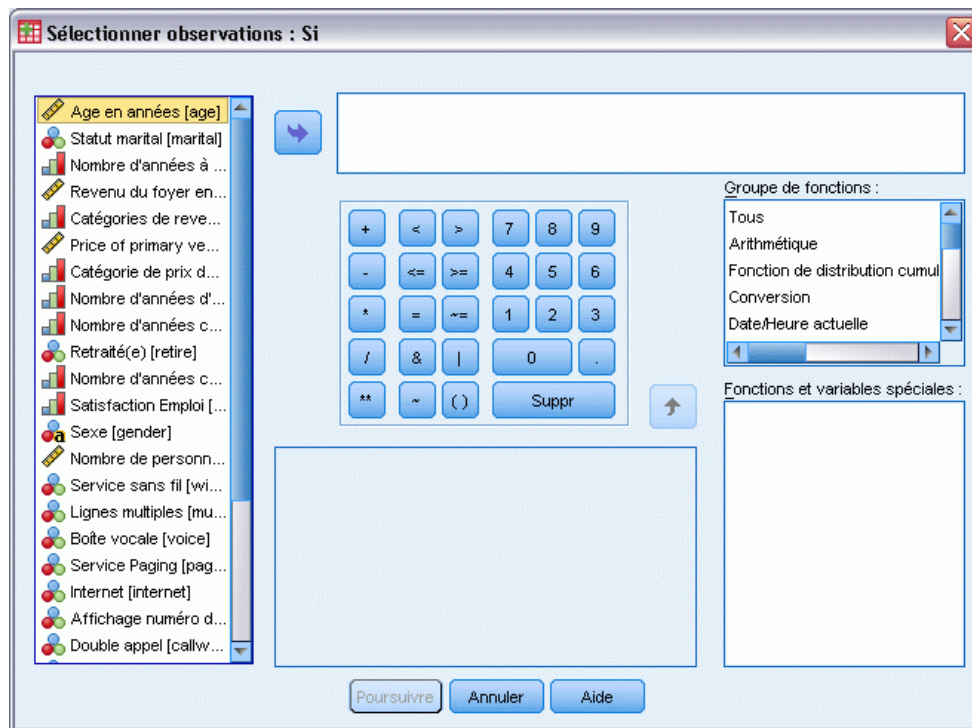 Sélectionner observations : Si
Age en années [age]
Statut marital [marital]
Nombre d'années à ...
Revenu du foyer en...
Catégories de reve...
Price of primary ve...
Catégorie de prix d...
Nombre d'années d'...
Nombre d'années c...
Retraité(e) [retire]
Nombre d'années c...
Satisfaction Emploi [...
Sexe [gender]
Nombre de personn...
Service sans fil [wi...
Lignes multiples [mu...
Boîte vocale [voice]
Service Paging [pag...
Internet [internet]
Affichage numéro d...
Double appel [callw...
+ < > 7 8 9
- <= >= 4 5 6
* = ~= 1 2 3
/ & | 0 .
** ~ ( ) Suppr
Groupe de fonctions :
Tous
Arithmétique
Fonction de distribution cumul
Conversion
Date/Heure actuelle
Fonctions et variables spéciales :
Poursuivre Annuler Aide